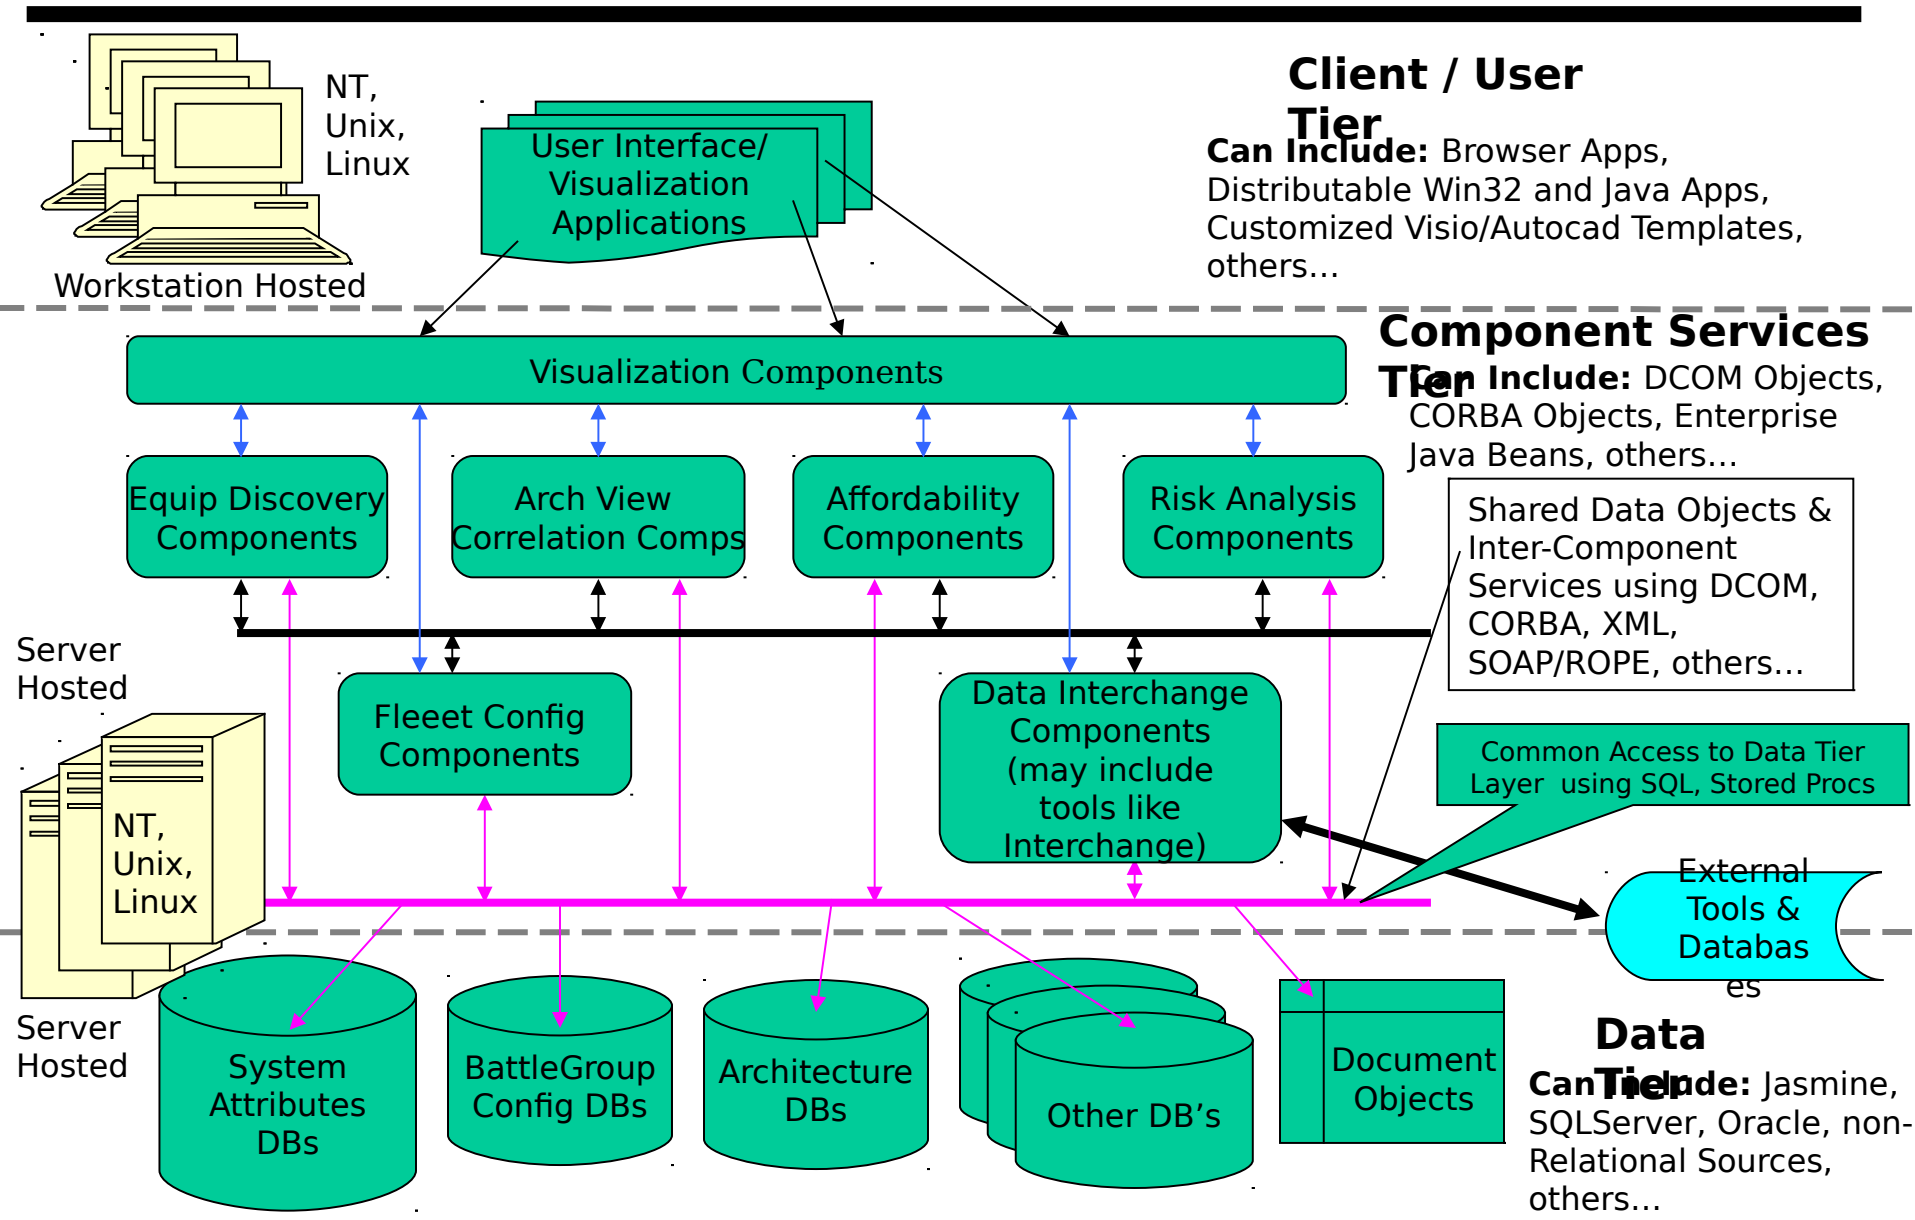 NT,
Unix,
Linux
Workstation Hosted
User Interface/
Visualization
Applications
Client / User
Tier
Can Include: Browser Apps,
Distributable Win32 and Java Apps,
Customized Visio/Autocad Templates,
others…
Component Services
Tier
Can Include: DCOM Objects,
CORBA Objects, Enterprise
Java Beans, others…
Visualization Components
Equip Discovery
Components
Arch View
Correlation Comps
Affordability
Components
Risk Analysis
Components
Shared Data Objects &
Inter-Component
Services using DCOM,
CORBA, XML,
SOAP/ROPE, others…
Server
Hosted
Fleeet Config
Components
Data Interchange
Components
(may include
tools like
Interchange)
Common Access to Data Tier
Layer  using SQL, Stored Procs
NT,
Unix,
Linux
External
Tools &
Databas
es
Server
Hosted
System
Attributes
DBs
BattleGroup
Config DBs
Architecture
DBs
Other DB’s
Document
Objects
Data
Tier
Can Include: Jasmine,
SQLServer, Oracle, non-
Relational Sources,
others…